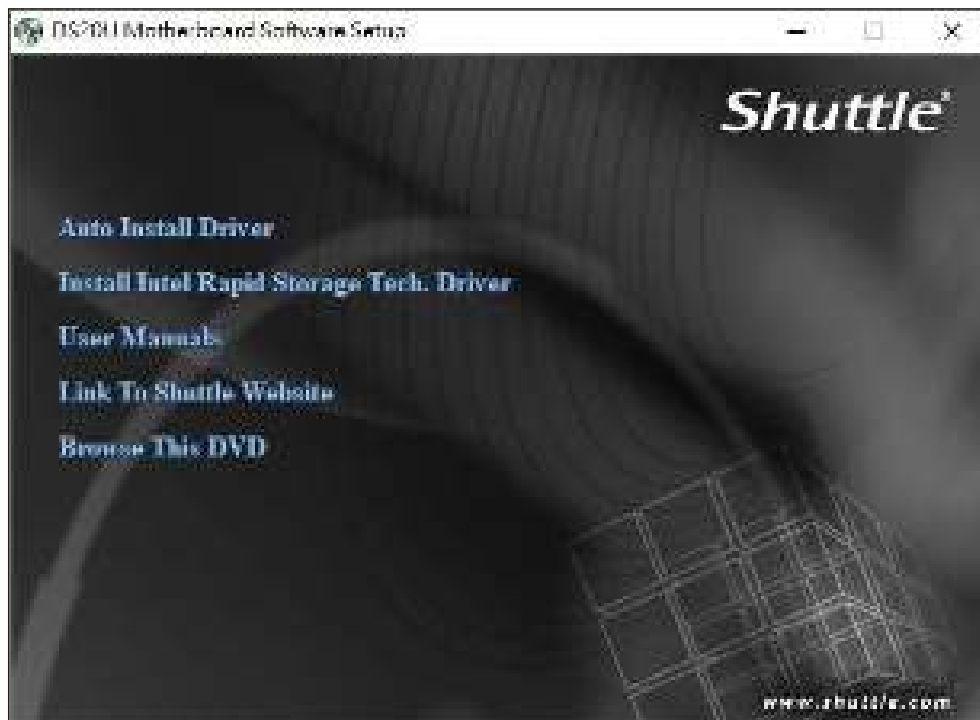 DS20U Motherboard Software Setup
Shuttle®
Auto Install Driver
Install Intel Rapid Storage Tech. Driver
User Manuals
Link To Shuttle Website
Browse This DVD
www.shuttle.com